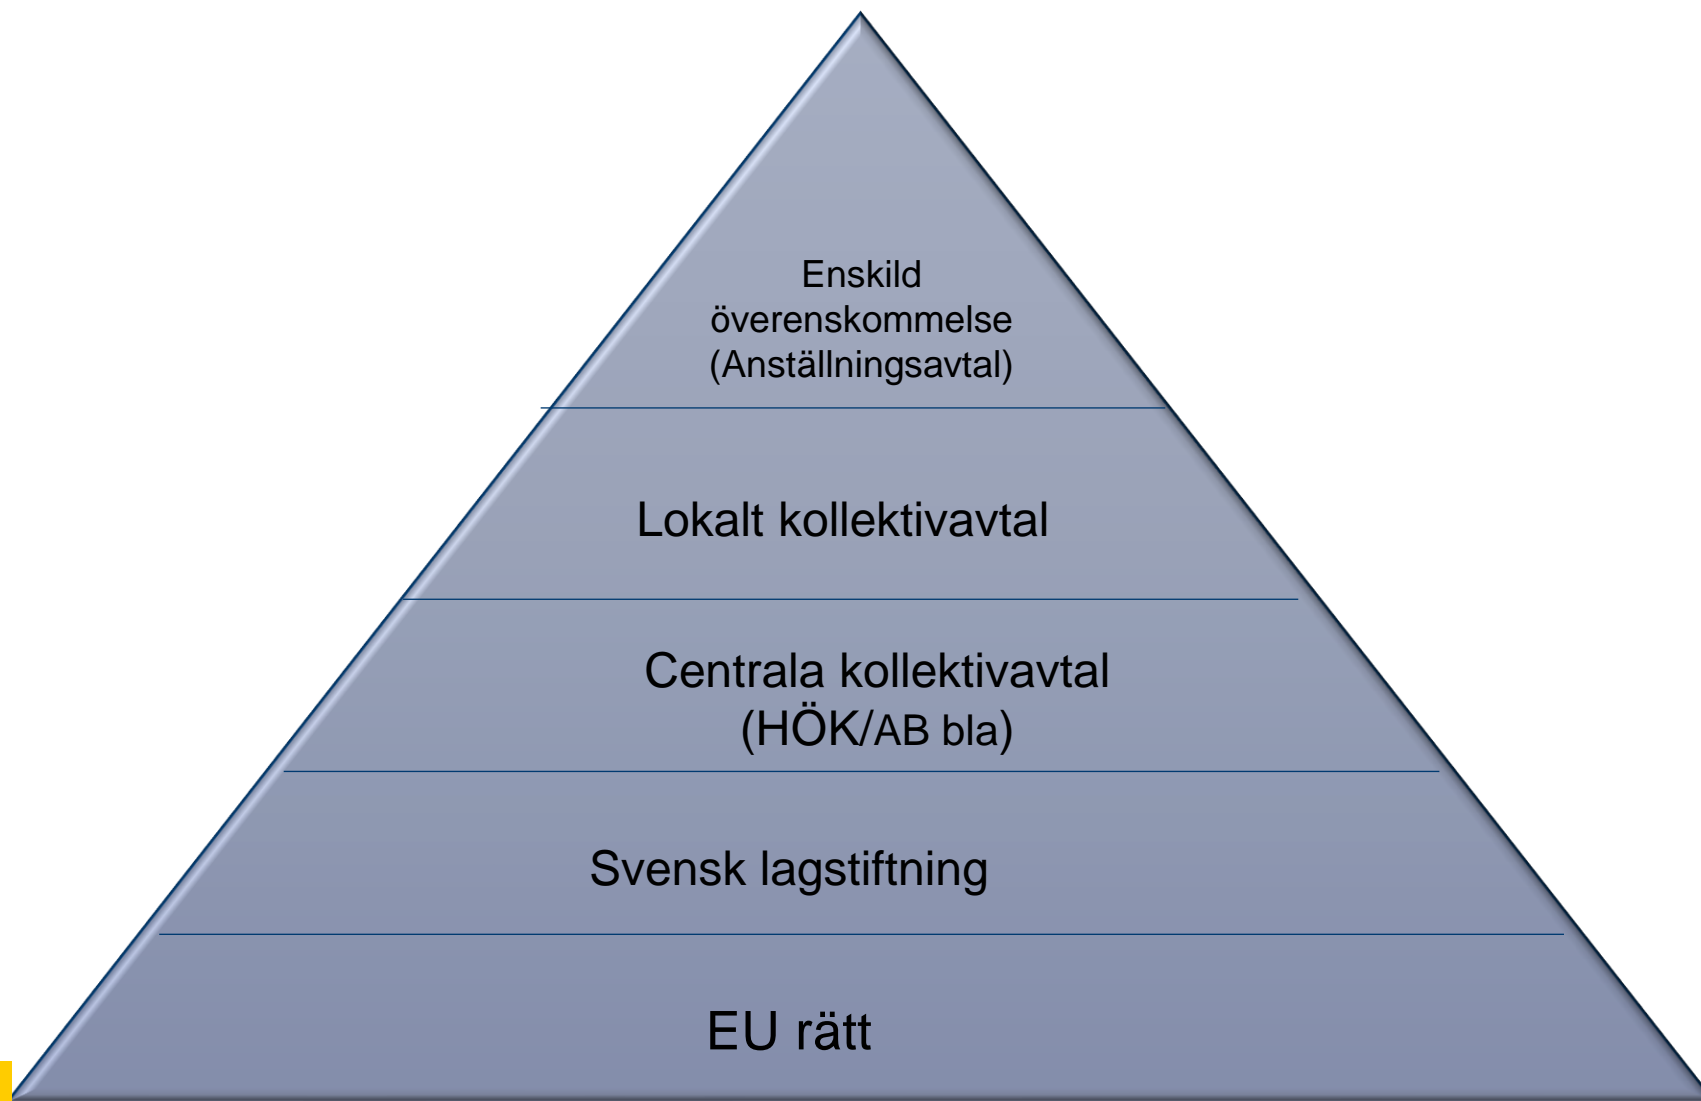 Enskild
överenskommelse
(Anställningsavtal)
Lokalt kollektivavtal
Centrala kollektivavtal
(HÖK/AB bla)
Svensk lagstiftning
EU rätt